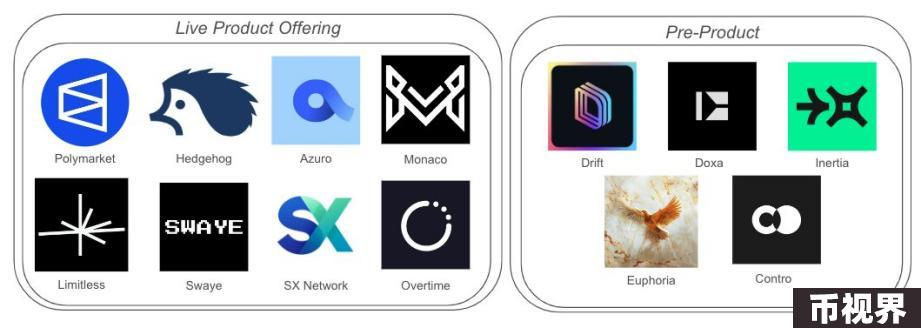 Live Product Offering
Polymarket
Hedgehog
Azuro
Monaco
SWAYE
Limitless
Swaye
SX Network
Overtime
Pre-Product
Drift
Doxa
Inertia
Euphoria
Contro
币视界